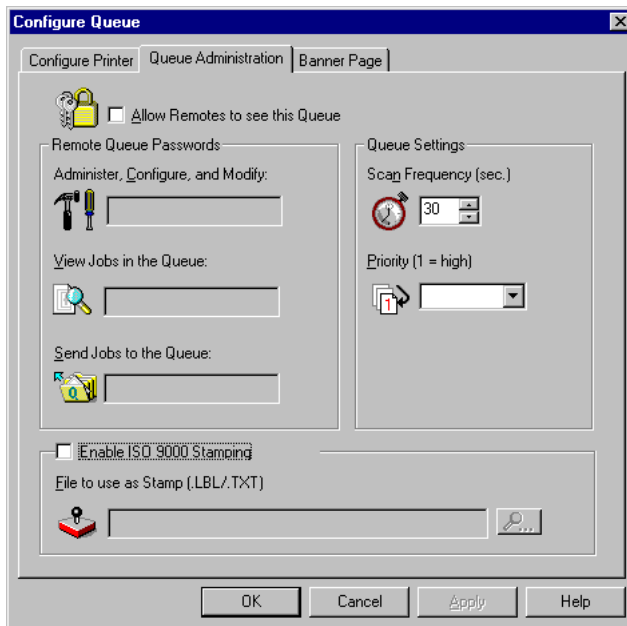 Configure Queue
Configure Printer Queue Administration Banner Page
Allow Remotes to see this Queue
Remote Queue Passwords
Administer, Configure, and Modify:
View Jobs in the Queue:
Send Jobs to the Queue:
Queue Settings
Scan Frequency (sec.)
30
Priority (1 = high)
1
Q
Enable ISO 9000 Stamping
File to use as Stamp (.LBL/.TXT)
...
OK Cancel Apply Help